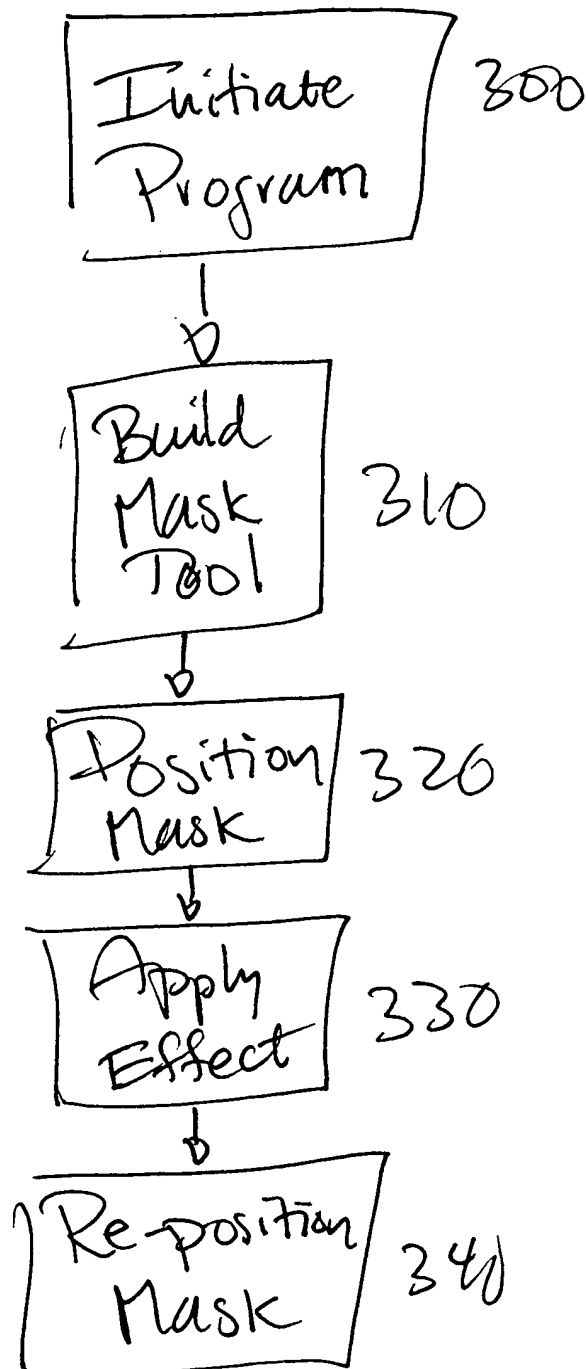 Initiate
Program
300
Build
Mask
Tool
310
Position
Mask
320
Apply
Effect
330
Re-position
Mask
340